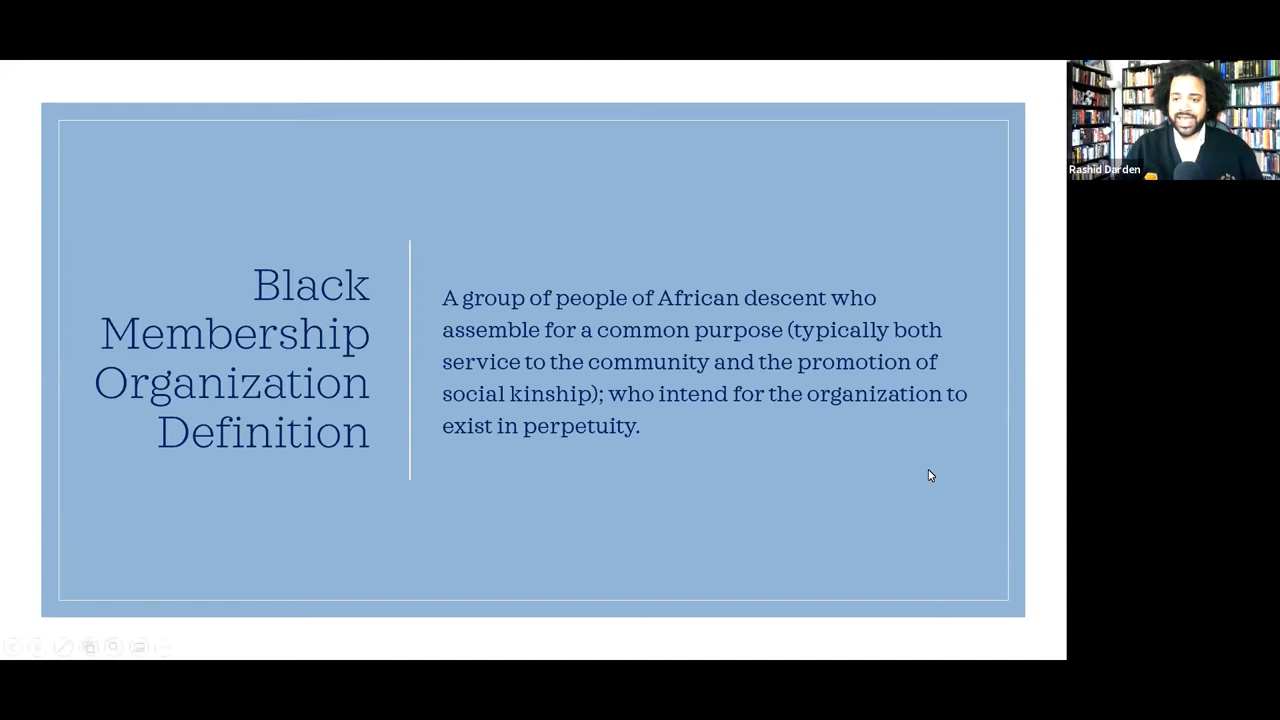 Black
Membership
Organization
Definition
A group of people of African descent who
assemble for a common purpose (typically both
service to the community and the promotion of
social kinship); who intend for the organization to
exist in perpetuity.
Rashid Darden